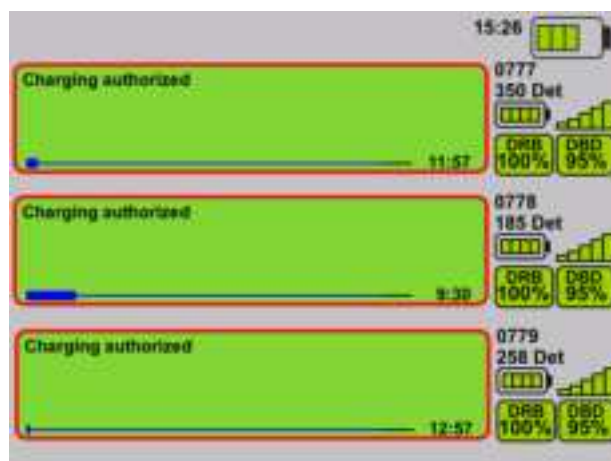 15:26
Charging authorized
11:57
0777
350 Det
DRB
100%
DBD
95%
Charging authorized
9:30
0778
185 Det
DRB
100%
DBD
95%
Charging authorized
12:57
0779
258 Det
DRB
100%
DBD
95%